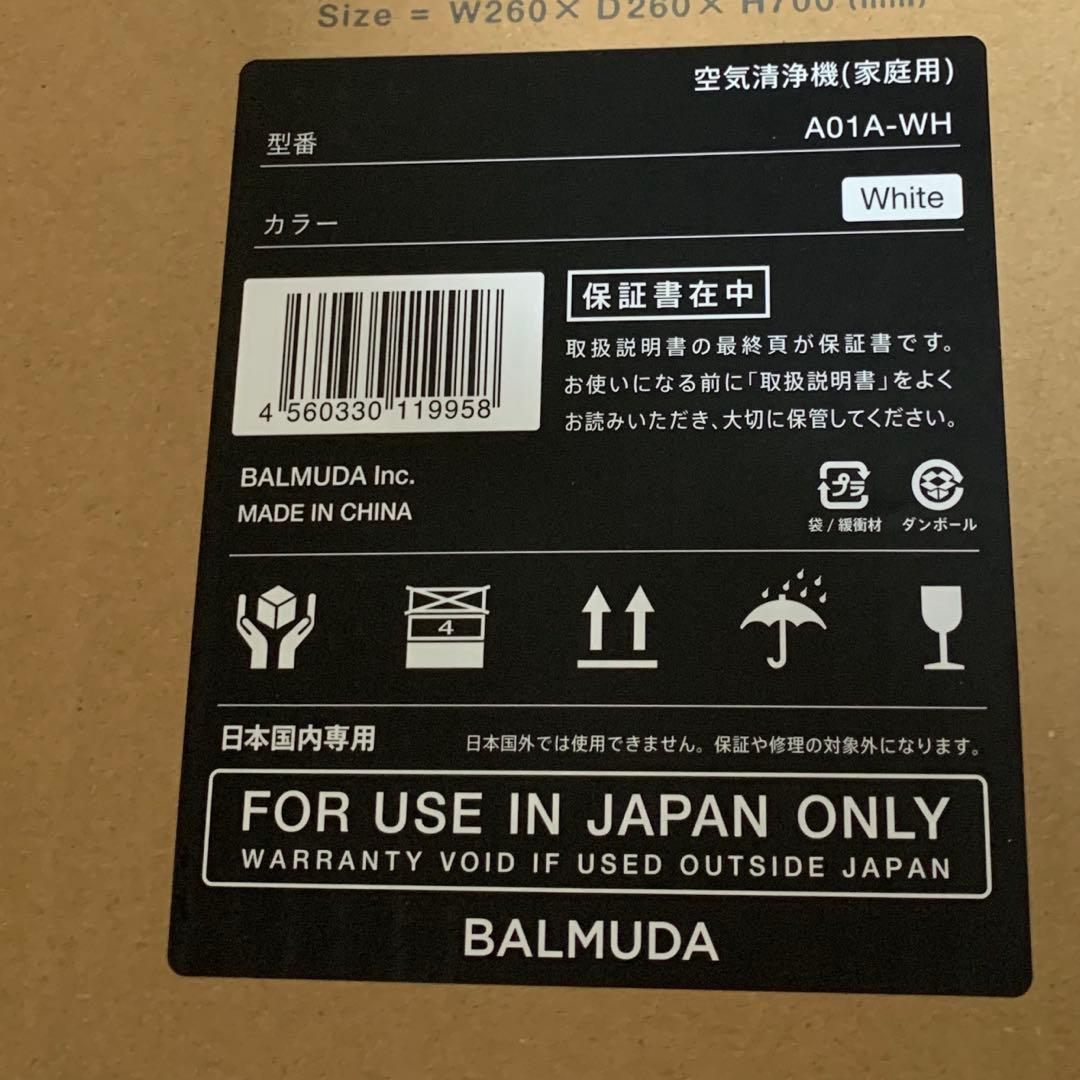 Size = W260× D260× H700 (mm)
空気清浄機(家庭用)
型番
A01A-WH
カラー
White
4 560330 119958
保証書在中
取扱説明書の最終頁が保証書です。
お使いになる前に「取扱説明書」をよく
お読みいただき、大切に保管してください。
BALMUDA Inc.
MADE IN CHINA
プラ
袋 / 緩衝材
ダンボール
4
日本国内専用
日本国外では使用できません。保証や修理の対象外になります。
FOR USE IN JAPAN ONLY
WARRANTY VOID IF USED OUTSIDE JAPAN
BALMUDA